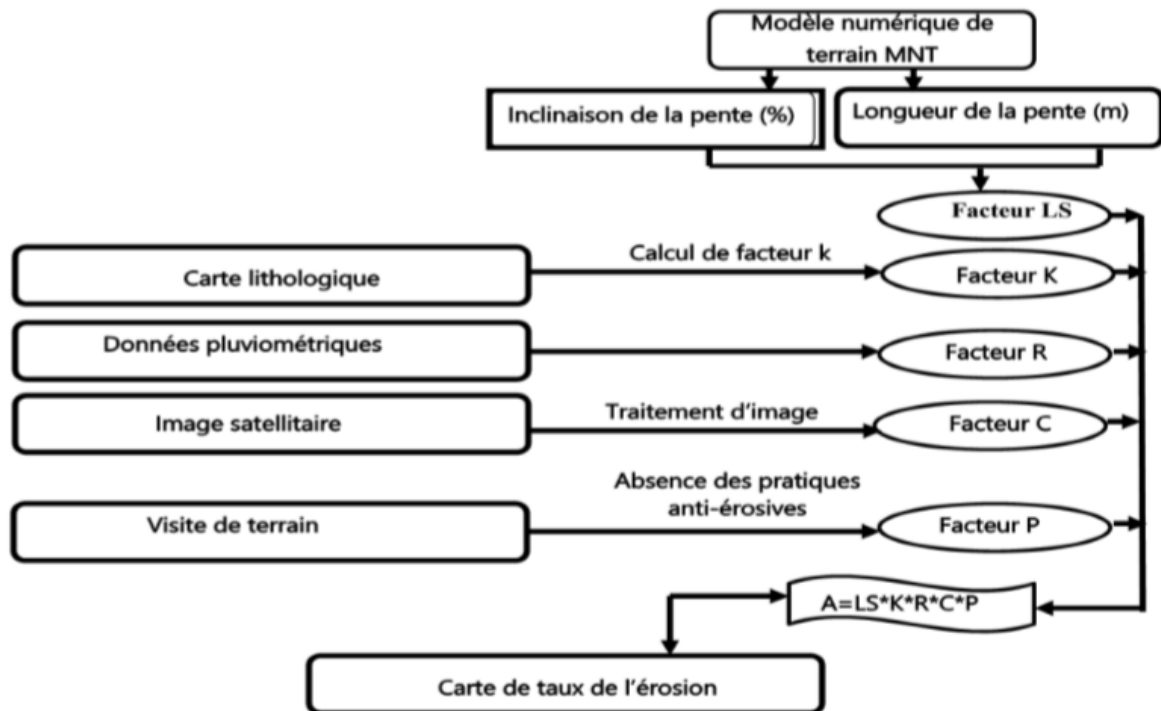 Modèle numérique de
terrain MNT
Inclinaison de la pente (%)
Longueur de la pente (m)
Facteur LS
Carte lithologique
Calcul de facteur k
Facteur K
Données pluviométriques
Facteur R
Image satellitaire
Traitement d'image
Facteur C
Visite de terrain
Absence des pratiques
anti-érosives
Facteur P
A=LS*K*R*C*P
Carte de taux de l'érosion